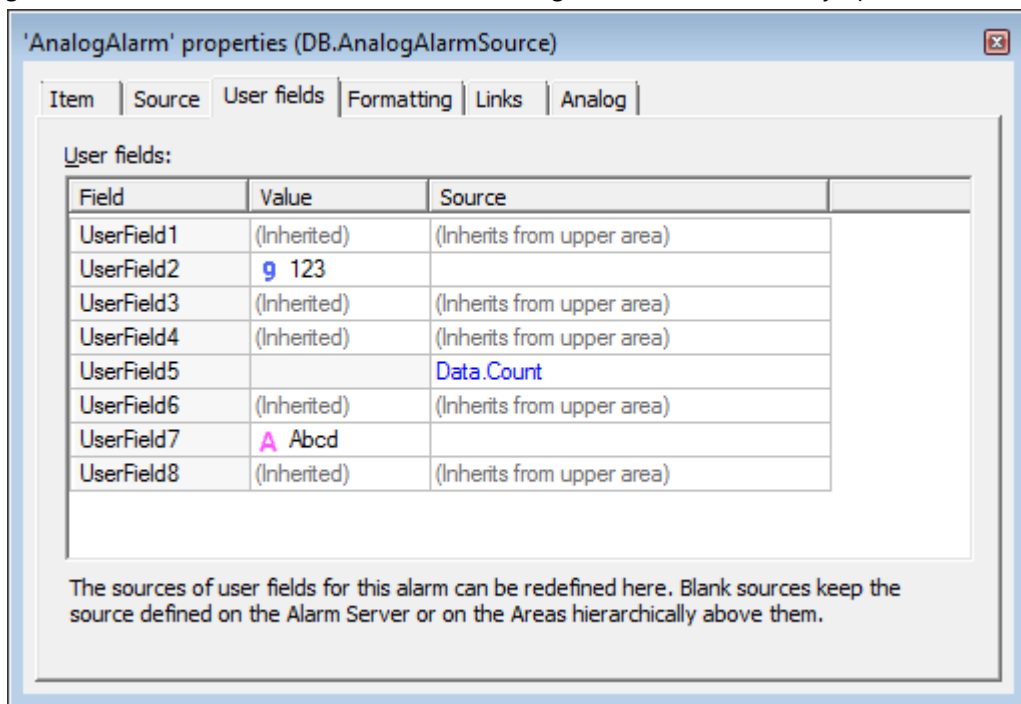 'AnalogAlarm' properties (DB.AnalogAlarmSource)
Item Source User fields Formatting Links Analog
User fields:
Field Value Source
UserField1 (Inherited) (Inherits from upper area)
UserField2 9 123
UserField3 (Inherited) (Inherits from upper area)
UserField4 (Inherited) (Inherits from upper area)
UserField5 Data.Count
UserField6 (Inherited) (Inherits from upper area)
UserField7 A Abcd
UserField8 (Inherited) (Inherits from upper area)
The sources of user fields for this alarm can be redefined here. Blank sources keep the
source defined on the Alarm Server or on the Areas hierarchically above them.